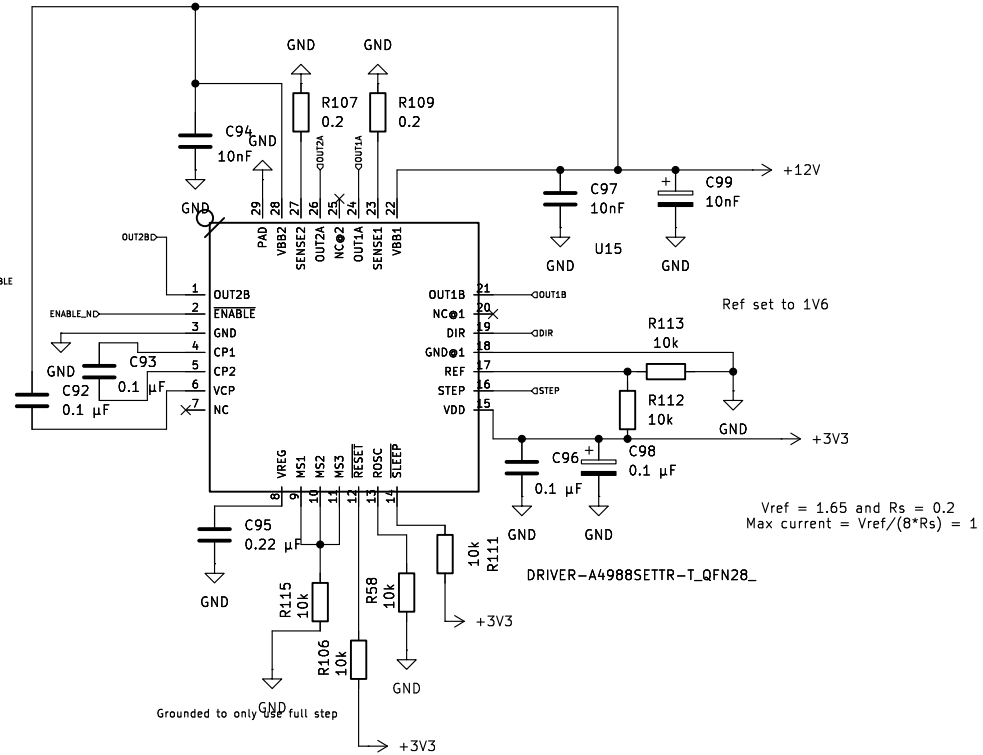 GND
GND
R107
0.2
R109
0.2
C94
10nF
GND
OUT2A
OUT1A
+12V
C97
10nF
C99
10nF
GND
29
28
27
26
25
24
23
22
PAD
VBB2
SENSE2
OUT2A
NC@2
OUT1A
SENSE1
VBB1
U15
GND
GND
OUT2B
BLE
1
OUT2B
ENABLE_N
2
ENABLE
3
GND
GND
4
CP1
C93
0.1 µF
5
CP2
C92
0.1 µF
6
VCP
7
NC
OUT1B
21
OUT1B
NC@1
20
DIR
19
DIR
GND@1
18
REF
17
STEP
16
STEP
VDD
15
Ref set to 1V6
R113
10k
R112
10k
GND
+3V3
C96
0.1 µF
+
C98
0.1 µF
GND
GND
Vref = 1.65 and Rs = 0.2
Max current = Vref/(8*Rs) = 1
VREG
MS1
MS2
MS3
RESET
ROSC
SLEEP
8
9
10
11
12
13
14
C95
0.22 µF
GND
R115
10k
R58
10k
10k
R111
DRIVER-A4988SETTR-T_QFN28_
+3V3
R106
10k
GND
GND
Grounded to only use full step
+3V3
+